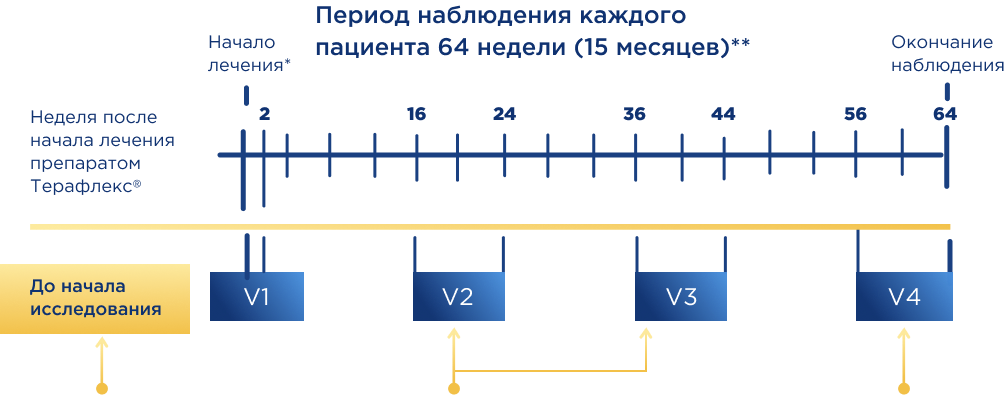 Период наблюдения каждого
пациента 64 недели (15 месяцев)**
Начало
лечения*
Окончание
наблюдения
Неделя после
начала лечения
препаратом
Терафлекс®
2 16 24 36 44 56 64
До начала
исследования
V1 V2 V3 V4